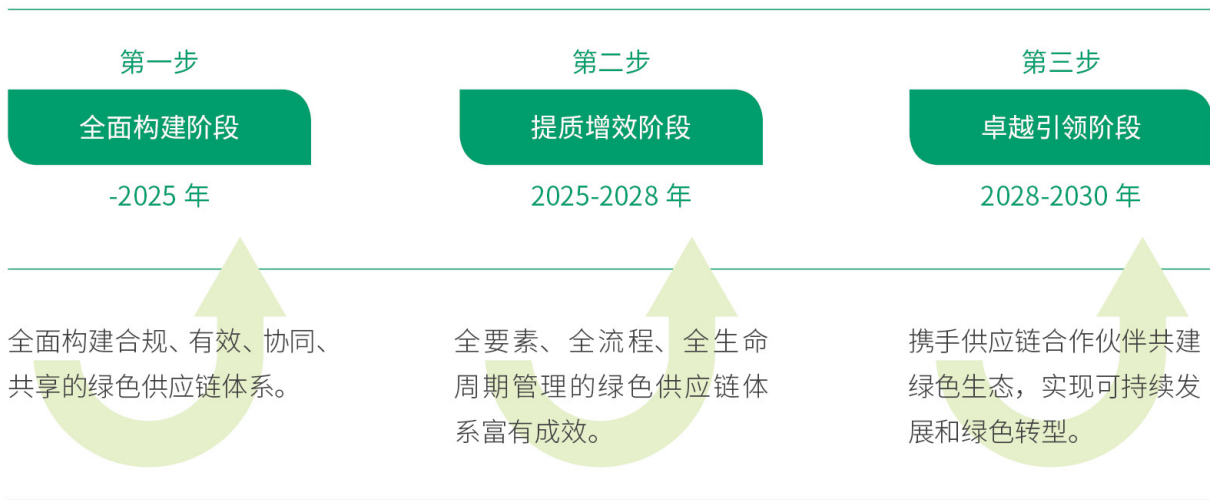 第一步
全面构建阶段
-2025 年
全面构建合规、有效、协同、
共享的绿色供应链体系。
第二步
提质增效阶段
2025-2028 年
全要素、全流程、全生命
周期管理的绿色供应链体
系富有成效。
第三步
卓越引领阶段
2028-2030 年
携手供应链合作伙伴共建
绿色生态，实现可持续发
展和绿色转型。